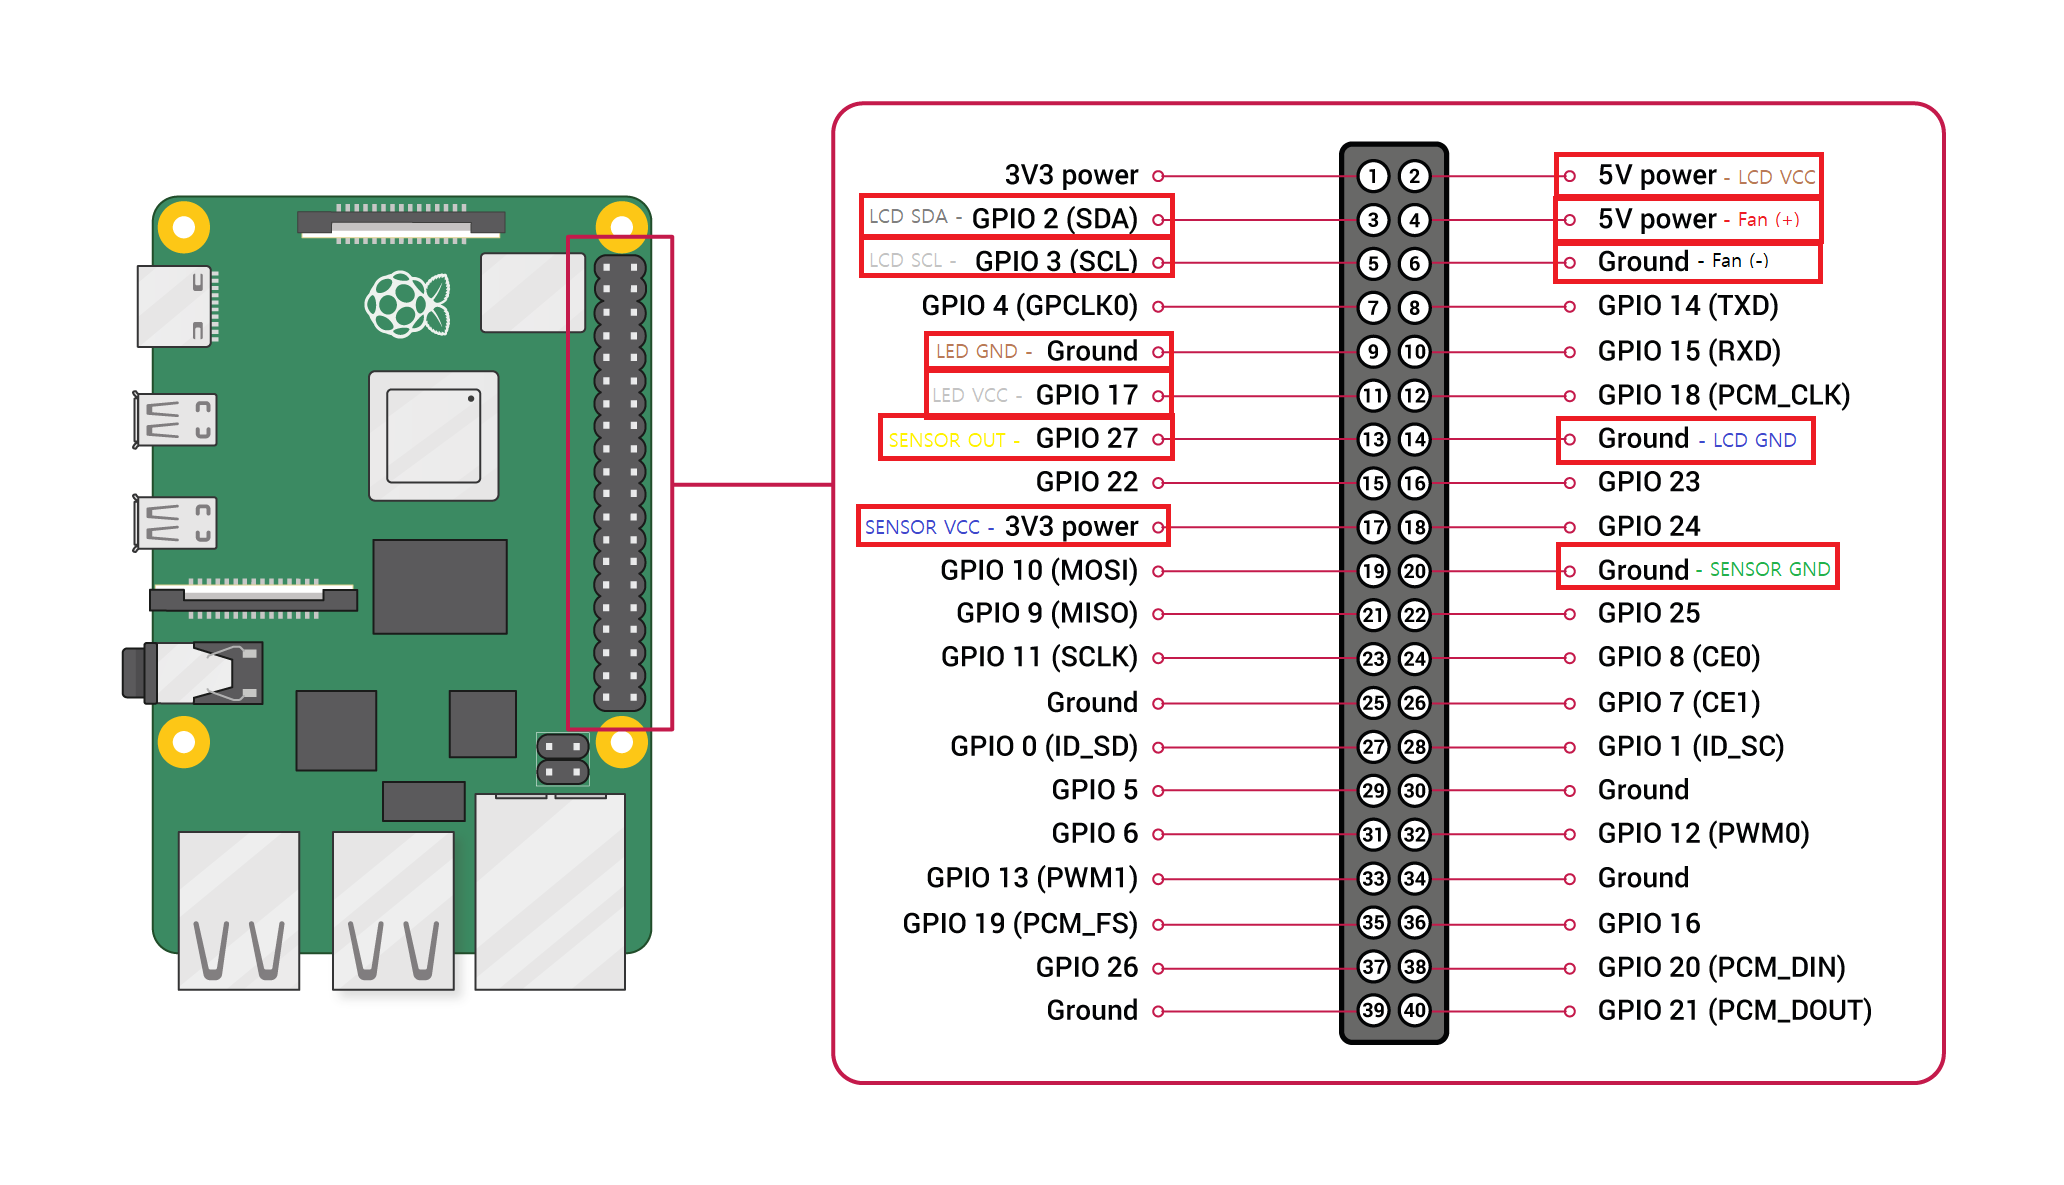 3V3 power 1 2 5V power - LCD VCC
LCD SDA - GPIO 2 (SDA) 3 4 5V power - Fan (+)
LCD SCL - GPIO 3 (SCL) 5 6 Ground - Fan (-)
GPIO 4 (GPCLK0) 7 8 GPIO 14 (TXD)
LED GND - Ground 9 10 GPIO 15 (RXD)
LED VCC - GPIO 17 11 12 GPIO 18 (PCM_CLK)
SENSOR OUT - GPIO 27 13 14 Ground - LCD GND
GPIO 22 15 16 GPIO 23
SENSOR VCC - 3V3 power 17 18 GPIO 24
GPIO 10 (MOSI) 19 20 Ground - SENSOR GND
GPIO 9 (MISO) 21 22 GPIO 25
GPIO 11 (SCLK) 23 24 GPIO 8 (CE0)
Ground 25 26 GPIO 7 (CE1)
GPIO 0 (ID_SD) 27 28 GPIO 1 (ID_SC)
GPIO 5 29 30 Ground
GPIO 6 31 32 GPIO 12 (PWM0)
GPIO 13 (PWM1) 33 34 Ground
GPIO 19 (PCM_FS) 35 36 GPIO 16
GPIO 26 37 38 GPIO 20 (PCM_DIN)
Ground 39 40 GPIO 21 (PCM_DOUT)